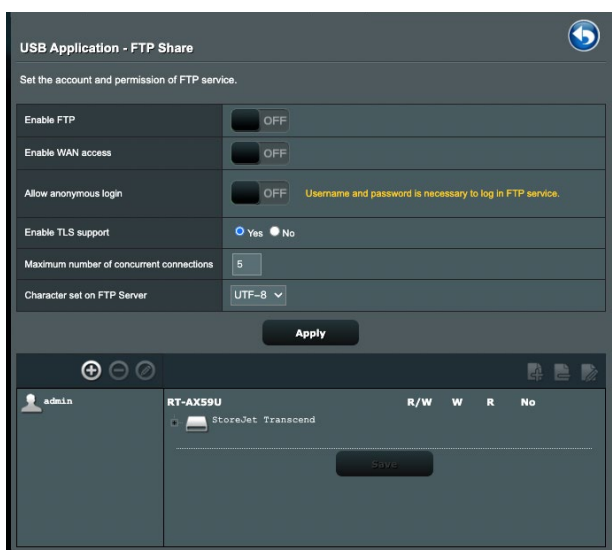 USB Application - FTP Share
Set the account and permission of FTP service.
Enable FTP OFF
Enable WAN access OFF
Allow anonymous login OFF Username and password is necessary to log in FTP service.
Enable TLS support Yes No
Maximum number of concurrent connections 5
Character set on FTP Server UTF-8
Apply
admin RT-AX59U R/W W R No
StoreJet Transcend
Save